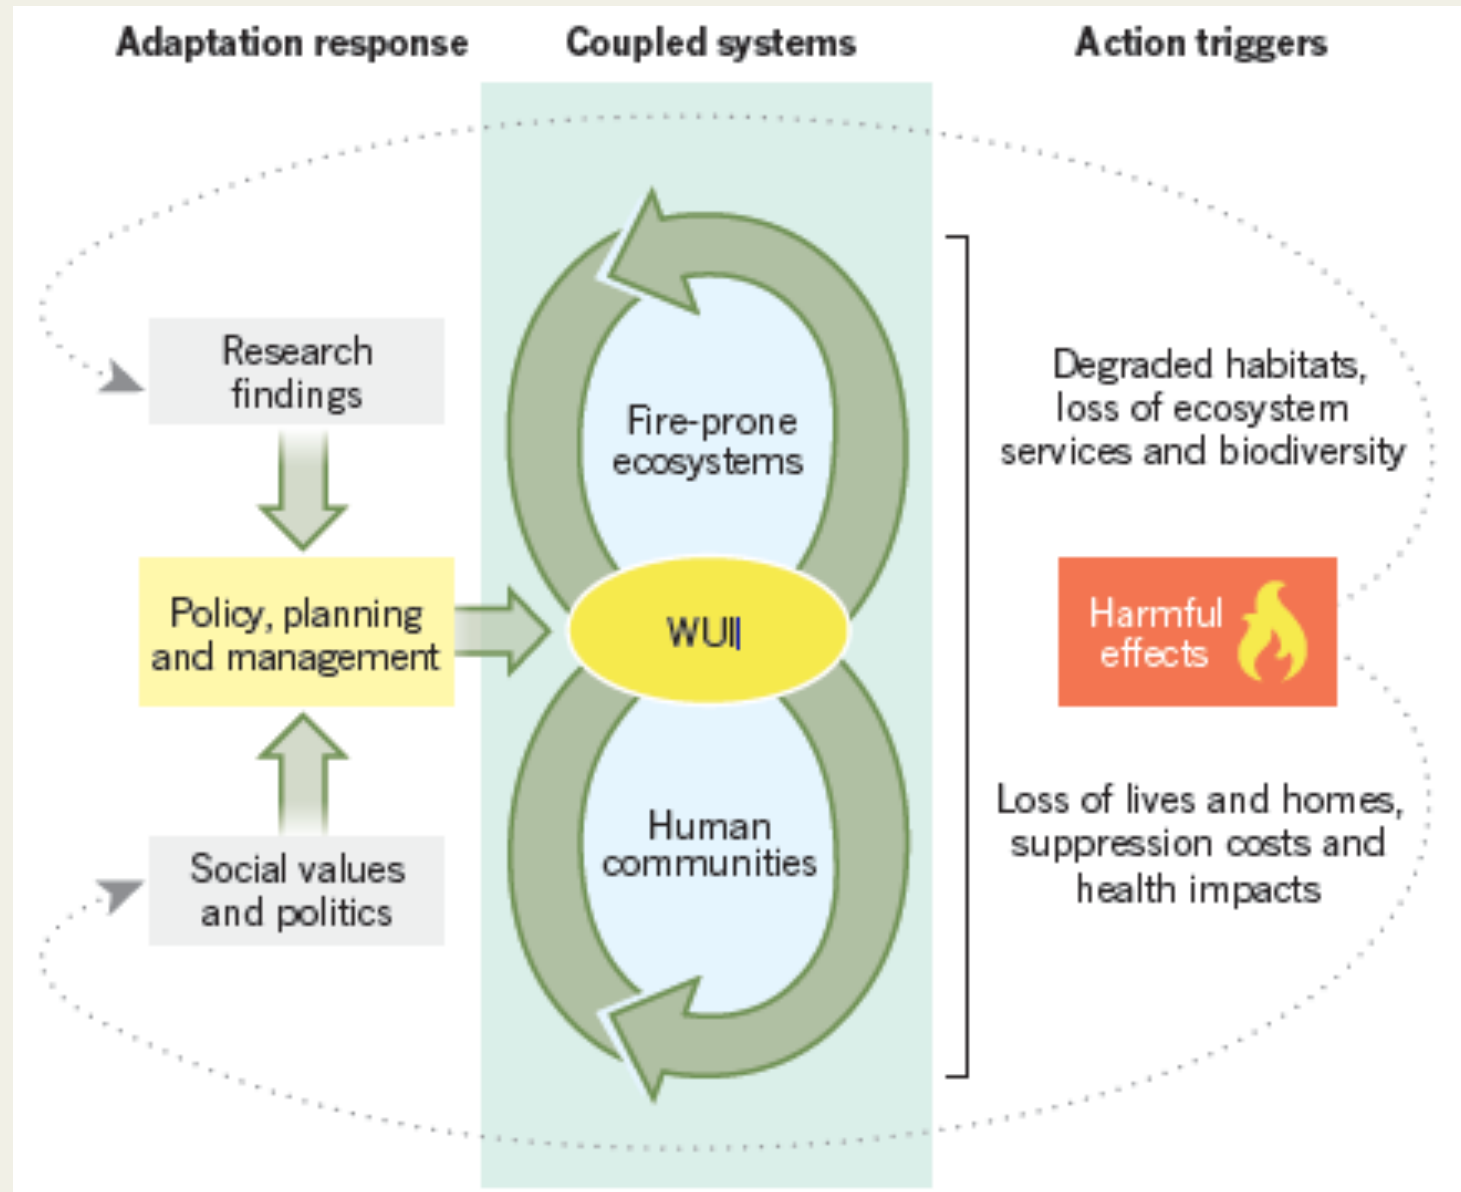 Adaptation response
Coupled systems
Action triggers
Research
findings
Policy, planning
and management
Social values
and politics
Fire-prone
ecosystems
WUI
Human
communities
Degraded habitats,
loss of ecosystem
services and biodiversity
Harmful
effects
Loss of lives and homes,
suppression costs and
health impacts